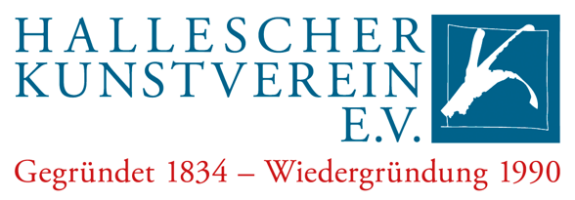 HALLESCHER
KUNSTVEREIN
E.V.
Gegründet 1834 – Wiedergründung 1990